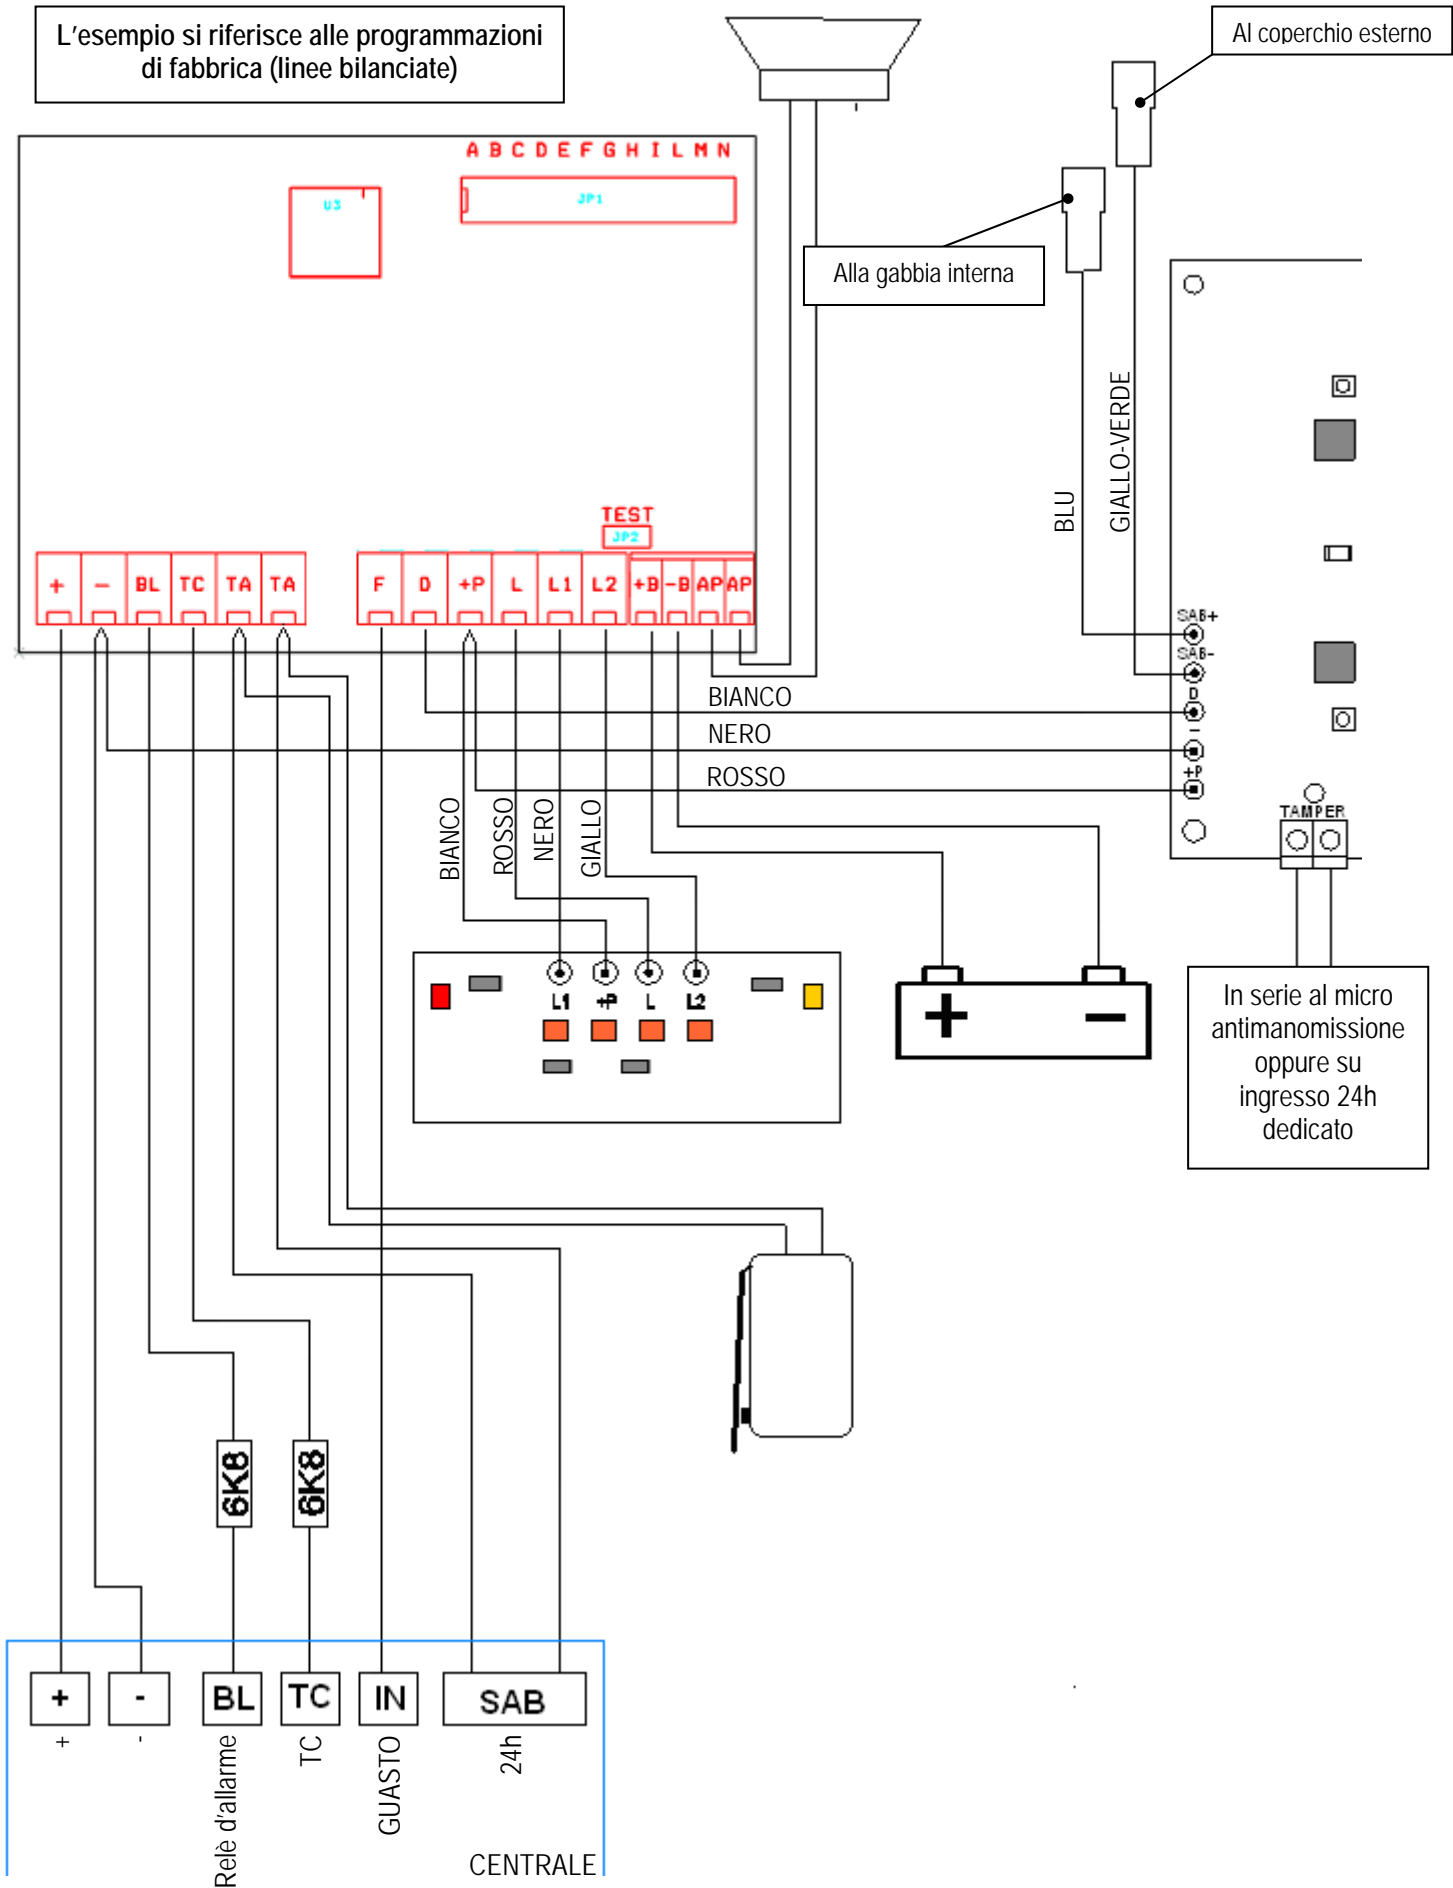 L'esempio si riferisce alle programmazioni
di fabbrica (linee bilanciate)
Al coperchio esterno
A B C D E F G H I L M N
U3
JP1
Alla gabbia interna
BLU
GIALLO-VERDE
TEST
JP2
+ - BL TC TA TA
F D +P L L1 L2 +B -B AP AP
SAB+
SAB-
D
-
+P
TAMPER
BIANCO
NERO
ROSSO
BIANCO
ROSSO
NERO
GIALLO
L1 +P L L2
+ -
In serie al micro
antimanomissione
oppure su
ingresso 24h
dedicato
6K8
6K8
+ - BL TC IN SAB
+
-
Relè d'allarme
TC
GUASTO
24h
CENTRALE